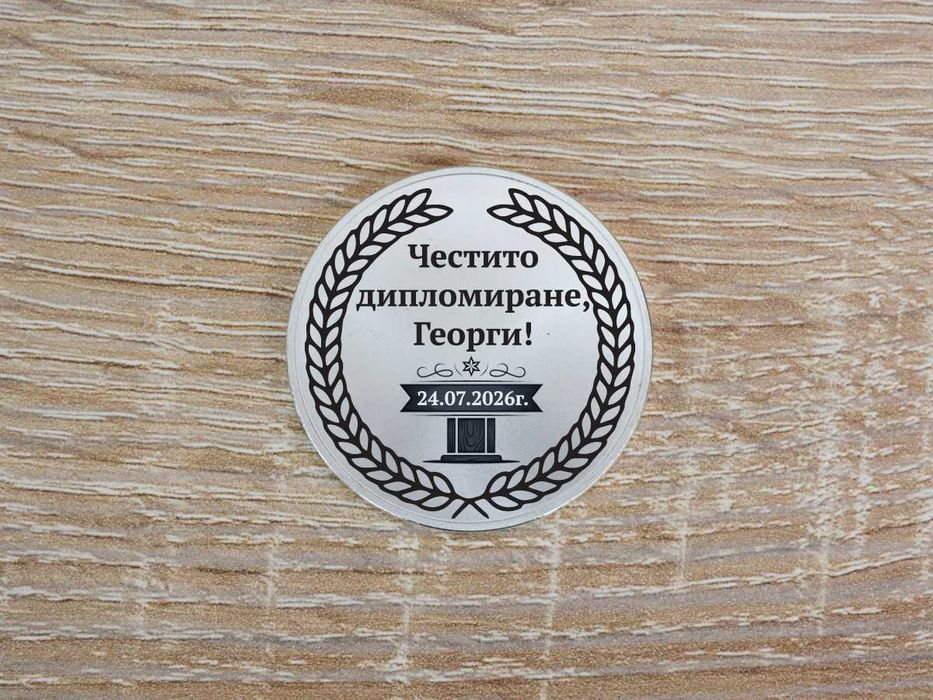 Честито
дипломиране,
Георги!
24.07.2026г.